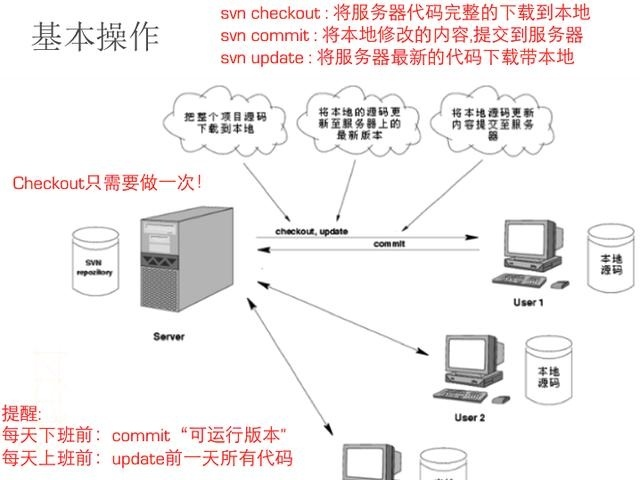 基本操作
svn checkout : 将服务器代码完整的下载到本地
svn commit : 将本地修改的内容,提交到服务器
svn update : 将服务器最新的代码下载带本地
把整个项目源码
下载到本地
将本地的源码更
新至服务器上的
最新版本
将本地源码更新
内容提交至服务
器
Checkout只需要做一次！
checkout, update
commit
SVN
repository
Server
User 1
本地
源码
User 2
本地
源码
提醒:
每天下班前：commit“可运行版本”
每天上班前：update前一天所有代码